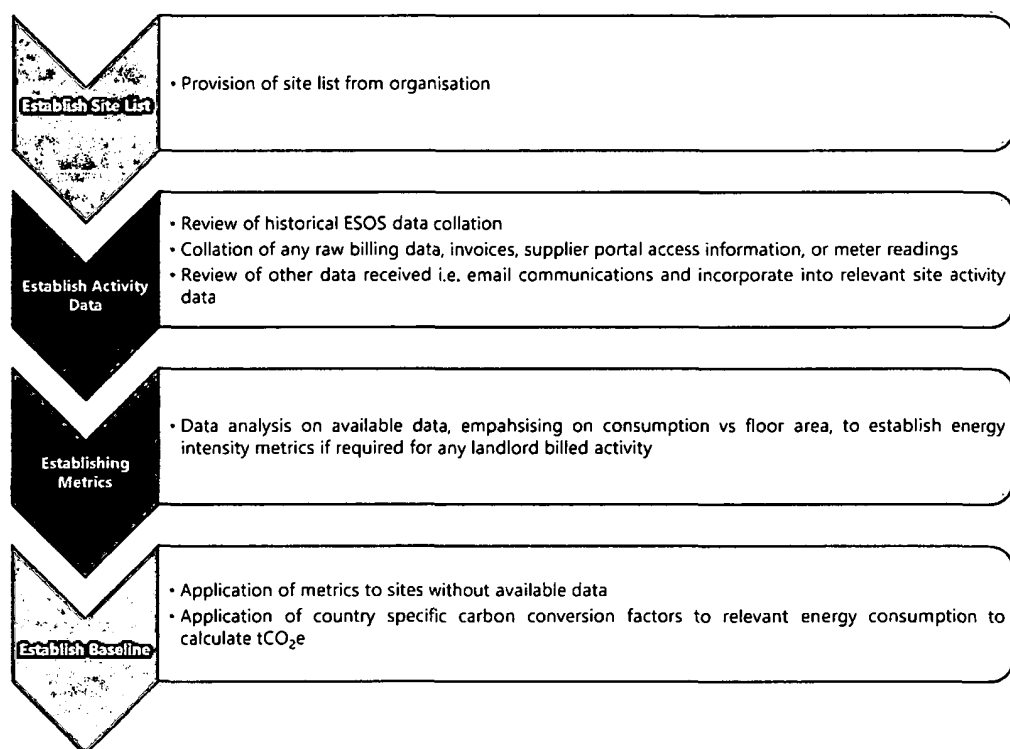 Establish Site List
• Provision of site list from organisation
Establish Activity
Data
• Review of historical ESOS data collation
• Collation of any raw billing data, invoices, supplier portal access information, or meter readings
• Review of other data received i.e. email communications and incorporate into relevant site activity
data
Establishing
Metrics
• Data analysis on available data, empahsising on consumption vs floor area, to establish energy
intensity metrics if required for any landlord billed activity
Establish Baseline
• Application of metrics to sites without available data
• Application of country specific carbon conversion factors to relevant energy consumption to
calculate tCO₂e